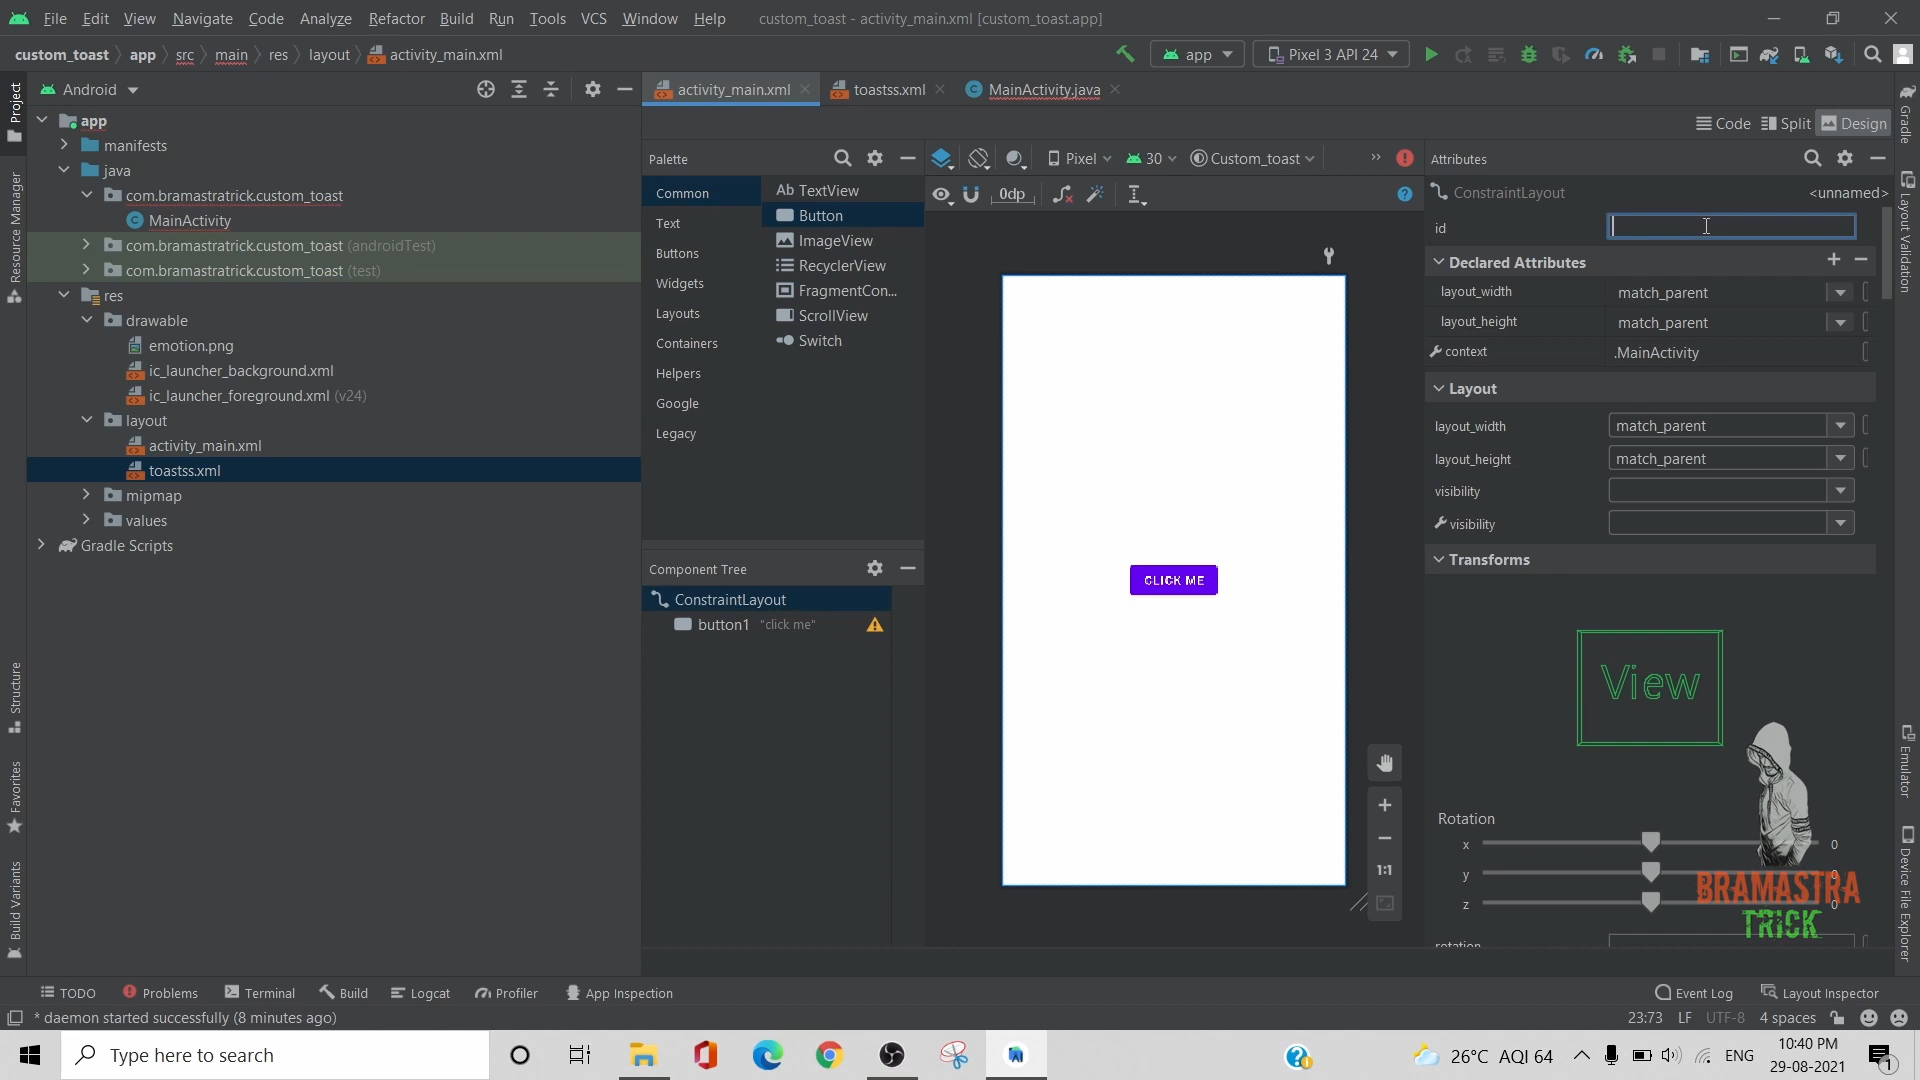 File Edit View Navigate Code Analyze Refactor Build Run Tools VCS Window Help custom_toast - activity_main.xml [custom_toast.app]
custom_toast app src main res layout activity_main.xml
app Pixel 3 API 24
Project
Resource Manager
Structure
Favorites
Build Variants
Android
app
manifests
java
com.bramastratrick.custom_toast
MainActivity
com.bramastratrick.custom_toast (androidTest)
com.bramastratrick.custom_toast (test)
res
drawable
emotion.png
ic_launcher_background.xml
ic_launcher_foreground.xml (v24)
layout
activity_main.xml
toastss.xml
mipmap
values
Gradle Scripts
activity_main.xml toastss.xml MainActivity.java
Code Split Design
Palette
Common
Text
Buttons
Widgets
Layouts
Containers
Helpers
Google
Legacy
Ab TextView
Button
ImageView
RecyclerView
FragmentCon...
ScrollView
Switch
Component Tree
ConstraintLayout
button1 "click me"
Pixel 30 Custom_toast
0dp
CLICK ME
1:1
Attributes
ConstraintLayout <unnamed>
id
Declared Attributes
layout_width match_parent
layout_height match_parent
context .MainActivity
Layout
layout_width match_parent
layout_height match_parent
visibility
visibility
Transforms
View
Rotation
x 0
y 0
z 0
rotation
BRAMASTRA
TRICK
Gradle
Layout Validation
Emulator
Device File Explorer
TODO Problems Terminal Build Logcat Profiler App Inspection Event Log Layout Inspector
* daemon started successfully (8 minutes ago) 23:73 LF UTF-8 4 spaces
Type here to search
26°C AQI 64 ENG
10:40 PM
29-08-2021
1